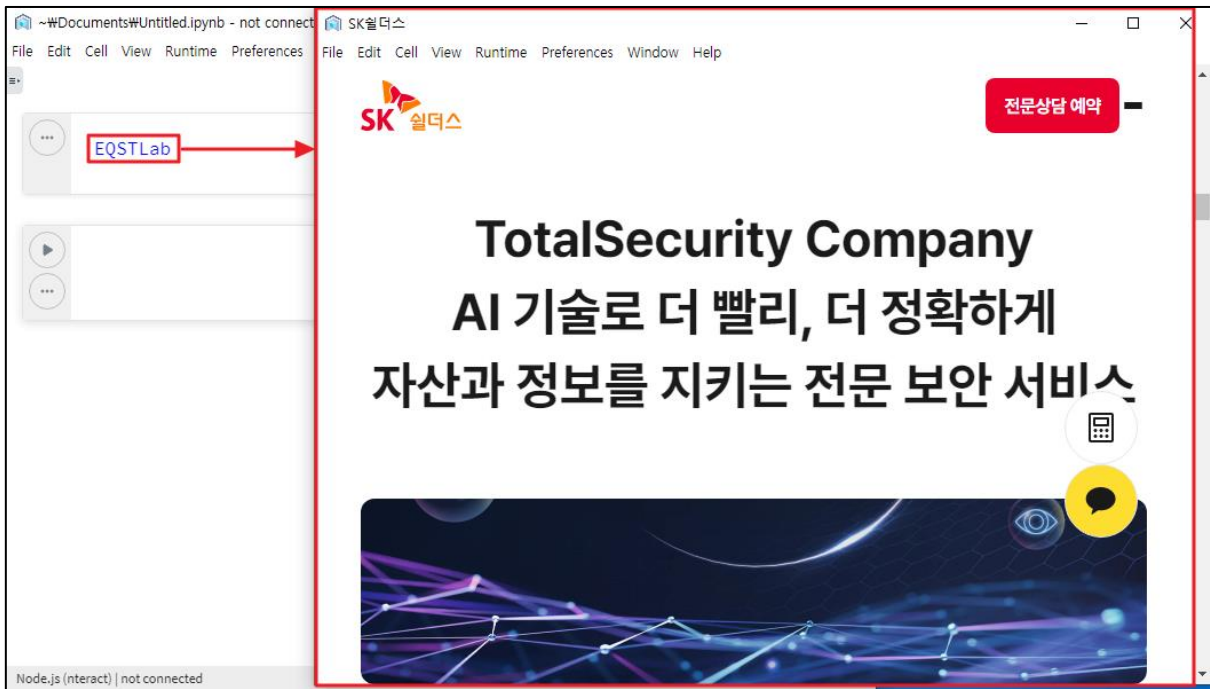 ~₩Documents₩Untitled.ipynb - not connect
File Edit Cell View Runtime Preferences
EQSTLab
Node.js (nteract) | not connected
SK쉴더스
File Edit Cell View Runtime Preferences Window Help
SK 쉴더스
전문상담 예약
TotalSecurity Company
AI 기술로 더 빨리, 더 정확하게
자산과 정보를 지키는 전문 보안 서비스